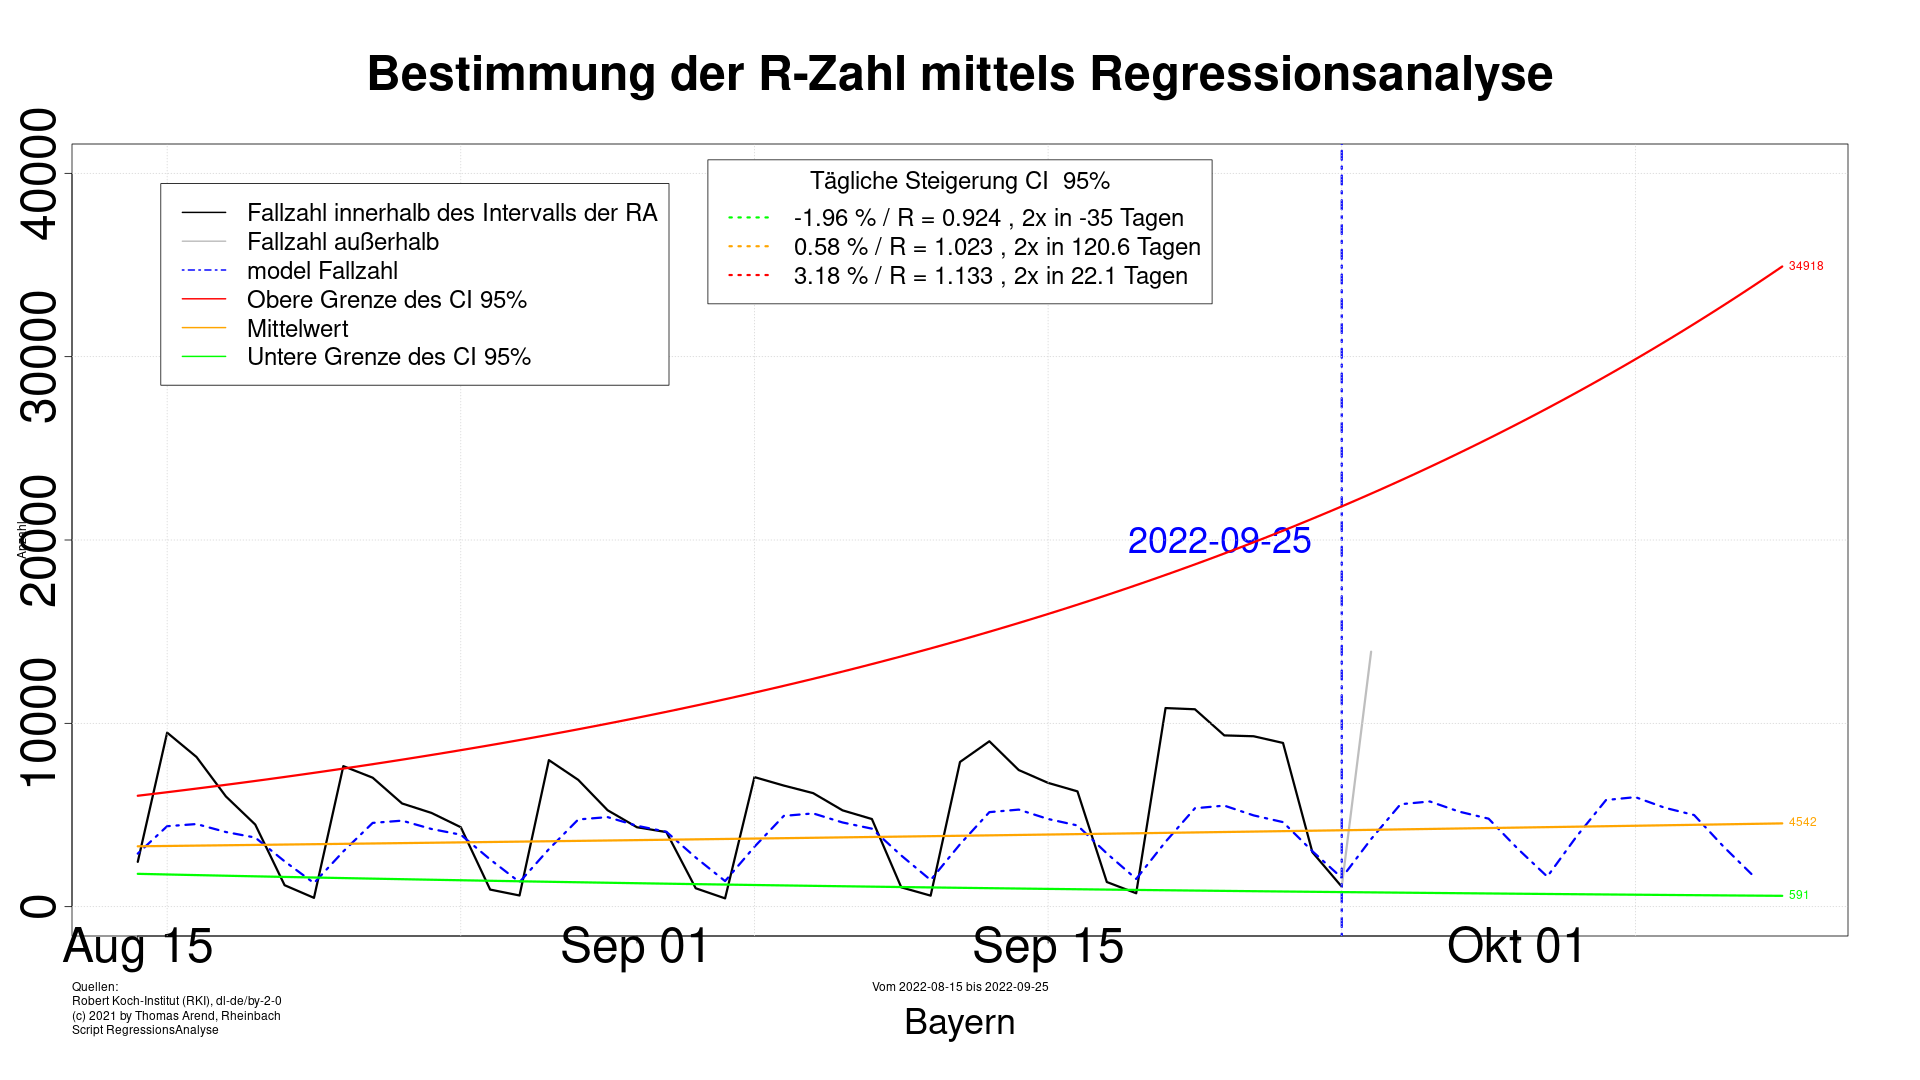 Bestimmung der R-Zahl mittels Regressionsanalyse
Anzahl
40000
30000
20000
10000
0
Fallzahl innerhalb des Intervalls der RA
Fallzahl außerhalb
model Fallzahl
Obere Grenze des CI 95%
Mittelwert
Untere Grenze des CI 95%
Tägliche Steigerung CI 95%
-1.96 % / R = 0.924 , 2x in -35 Tagen
0.58 % / R = 1.023 , 2x in 120.6 Tagen
3.18 % / R = 1.133 , 2x in 22.1 Tagen
34918
2022-09-25
4542
591
Aug 15
Sep 01
Sep 15
Okt 01
Quellen:
Robert Koch-Institut (RKI), dl-de/by-2-0
(c) 2021 by Thomas Arend, Rheinbach
Script RegressionsAnalyse
Vom 2022-08-15 bis 2022-09-25
Bayern